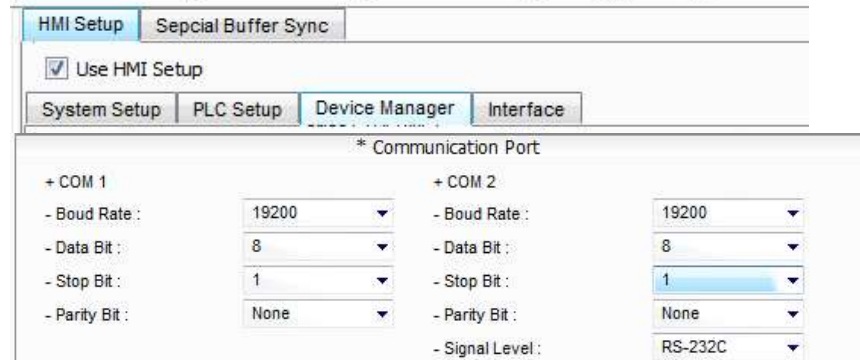 HMI Setup Sepcial Buffer Sync
Use HMI Setup
System Setup PLC Setup Device Manager Interface
* Communication Port
+ COM 1 + COM 2
- Boud Rate : 19200 - Boud Rate : 19200
- Data Bit : 8 - Data Bit : 8
- Stop Bit : 1 - Stop Bit : 1
- Parity Bit : None - Parity Bit : None
- Signal Level : RS-232C